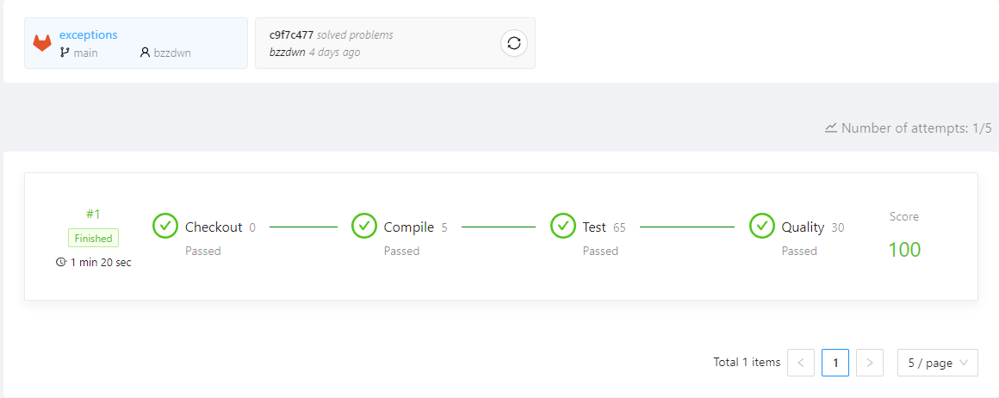 exceptions
main bzzdwn
c9f7c477 solved problems
bzzdwn 4 days ago
Number of attempts: 1/5
#1
Finished
1 min 20 sec
Checkout 0
Passed
Compile 5
Passed
Test 65
Passed
Quality 30
Passed
Score
100
Total 1 items < 1 > 5 / page